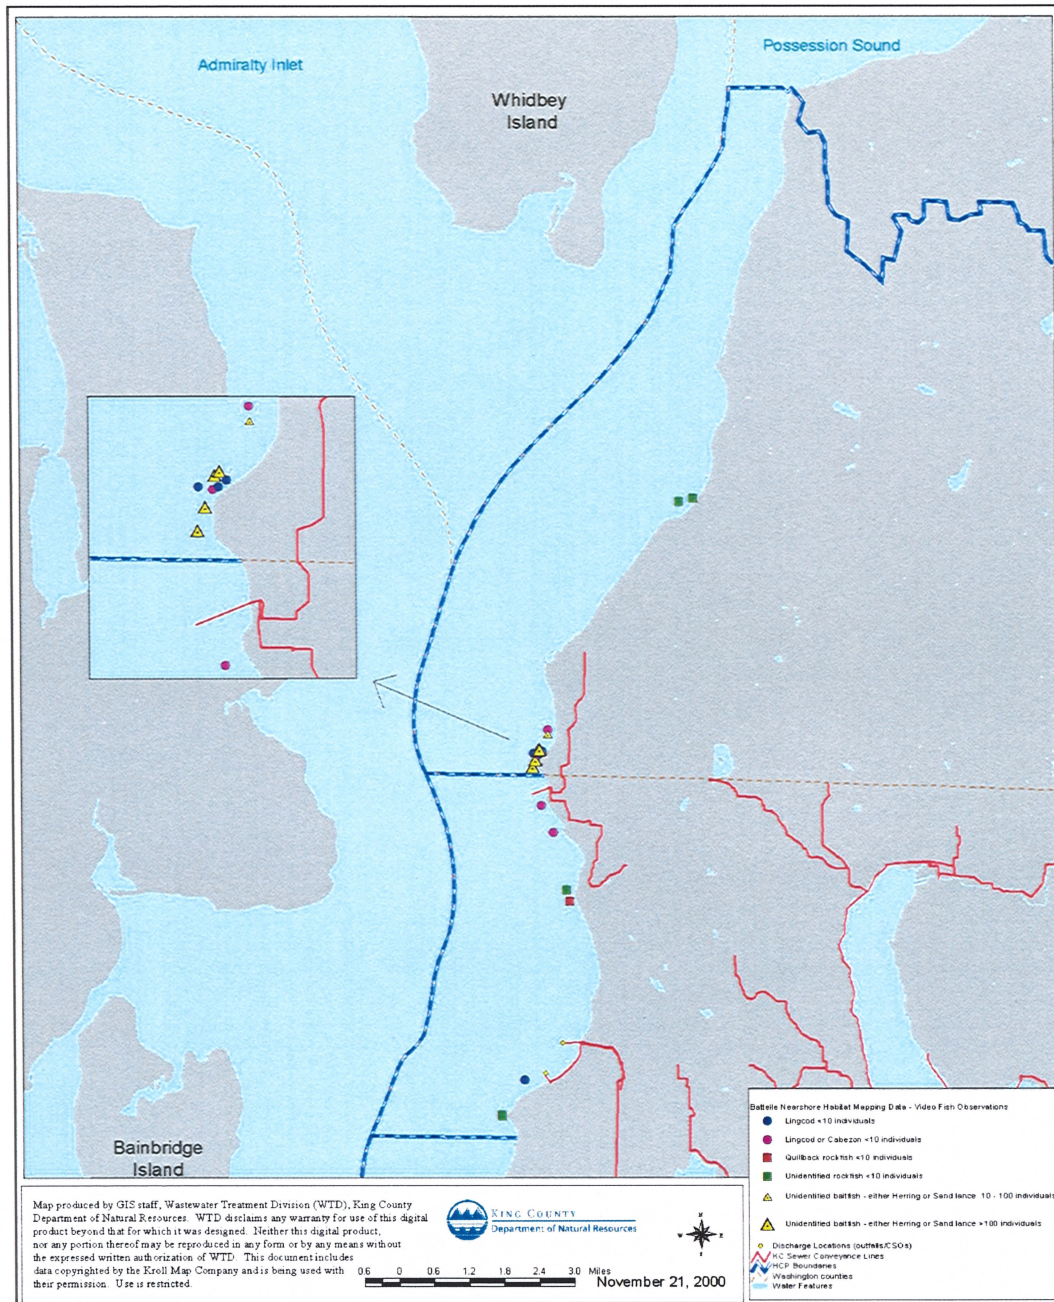 Admiralty Inlet
Possession Sound
Whidbey
Island
Bainbridge
Island
Battelle Nearshore Habitat Mapping Data - Video Fish Observations
Lingcod <10 individuals
Lingcod or Cabezon <10 individuals
Quillback rockfish <10 individuals
Unidentified rockfish <10 individuals
Unidentified baitfish - either Herring or Sand lance 10 - 100 individuals
Unidentified baitfish - either Herring or Sand lance >100 individuals
Discharge Locations (outfalls/CSOs)
KC Sewer Conveyance Lines
HCP Boundaries
Washington counties
Water Features
Map produced by GIS staff, Wastewater Treatment Division (WTD), King County
Department of Natural Resources. WTD disclaims any warranty for use of this digital
product beyond that for which it was designed. Neither this digital product,
nor any portion thereof may be reproduced in any form or by any means without
the expressed written authorization of WTD. This document includes
data copyrighted by the Kroll Map Company and is being used with
their permission. Use is restricted.
KING COUNTY
Department of Natural Resources
0.6 0 0.6 1.2 1.8 2.4 3.0 Miles
November 21, 2000